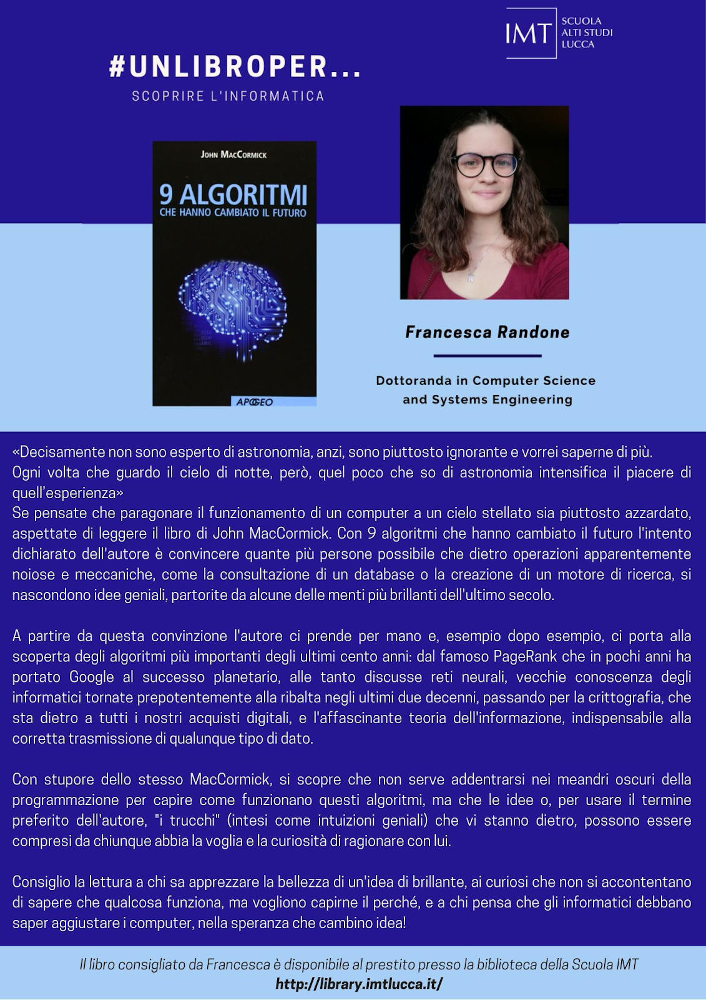 IMT
SCUOLA
ALTI STUDI
LUCCA
#UNLIBROPER...
SCOPRIRE L'INFORMATICA
JOHN MACCORMICK
9 ALGORITMI
CHE HANNO CAMBIATO IL FUTURO
APOGEO
Francesca Randone
Dottoranda in Computer Science
and Systems Engineering
«Decisamente non sono esperto di astronomia, anzi, sono piuttosto ignorante e vorrei saperne di più.
Ogni volta che guardo il cielo di notte, però, quel poco che so di astronomia intensifica il piacere di
quell’esperienza»
Se pensate che paragonare il funzionamento di un computer a un cielo stellato sia piuttosto azzardato,
aspettate di leggere il libro di John MacCormick. Con 9 algoritmi che hanno cambiato il futuro l'intento
dichiarato dell'autore è convincere quante più persone possibile che dietro operazioni apparentemente
noiose e meccaniche, come la consultazione di un database o la creazione di un motore di ricerca, si
nascondono idee geniali, partorite da alcune delle menti più brillanti dell'ultimo secolo.
A partire da questa convinzione l'autore ci prende per mano e, esempio dopo esempio, ci porta alla
scoperta degli algoritmi più importanti degli ultimi cento anni: dal famoso PageRank che in pochi anni ha
portato Google al successo planetario, alle tanto discusse reti neurali, vecchie conoscenza degli
informatici tornate prepotentemente alla ribalta negli ultimi due decenni, passando per la crittografia, che
sta dietro a tutti i nostri acquisti digitali, e l'affascinante teoria dell'informazione, indispensabile alla
corretta trasmissione di qualunque tipo di dato.
Con stupore dello stesso MacCormick, si scopre che non serve addentrarsi nei meandri oscuri della
programmazione per capire come funzionano questi algoritmi, ma che le idee o, per usare il termine
preferito dell'autore, "i trucchi" (intesi come intuizioni geniali) che vi stanno dietro, possono essere
compresi da chiunque abbia la voglia e la curiosità di ragionare con lui.
Consiglio la lettura a chi sa apprezzare la bellezza di un'idea di brillante, ai curiosi che non si accontentano
di sapere che qualcosa funziona, ma vogliono capirne il perché, e a chi pensa che gli informatici debbano
saper aggiustare i computer, nella speranza che cambino idea!
Il libro consigliato da Francesca è disponibile al prestito presso la biblioteca della Scuola IMT
http://library.imtlucca.it/